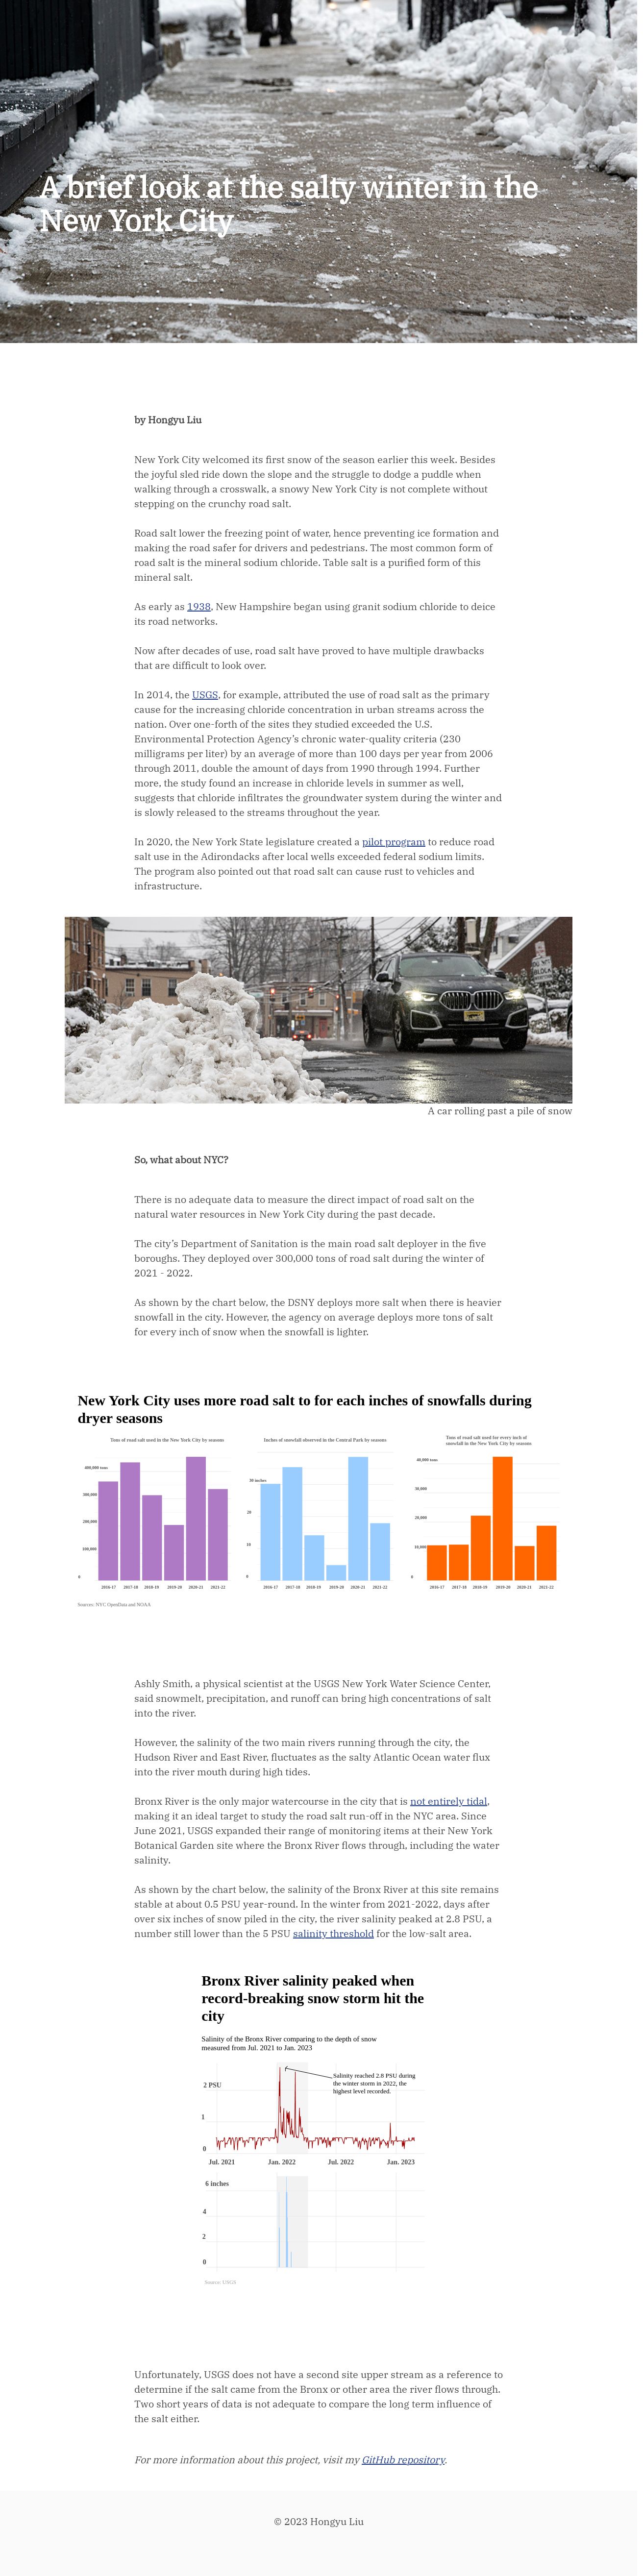 A brief look at the salty winter in the
New York City
by Hongyu Liu
New York City welcomed its first snow of the season earlier this week. Besides
the joyful sled ride down the slope and the struggle to dodge a puddle when
walking through a crosswalk, a snowy New York City is not complete without
stepping on the crunchy road salt.
Road salt lower the freezing point of water, hence preventing ice formation and
making the road safer for drivers and pedestrians. The most common form of
road salt is the mineral sodium chloride. Table salt is a purified form of this
mineral salt.
As early as 1938, New Hampshire began using granit sodium chloride to deice
its road networks.
Now after decades of use, road salt have proved to have multiple drawbacks
that are difficult to look over.
In 2014, the USGS, for example, attributed the use of road salt as the primary
cause for the increasing chloride concentration in urban streams across the
nation. Over one-forth of the sites they studied exceeded the U.S.
Environmental Protection Agency’s chronic water-quality criteria (230
milligrams per liter) by an average of more than 100 days per year from 2006
through 2011, double the amount of days from 1990 through 1994. Further
more, the study found an increase in chloride levels in summer as well,
suggests that chloride infiltrates the groundwater system during the winter and
is slowly released to the streams throughout the year.
In 2020, the New York State legislature created a pilot program to reduce road
salt use in the Adirondacks after local wells exceeded federal sodium limits.
The program also pointed out that road salt can cause rust to vehicles and
infrastructure.
A car rolling past a pile of snow
So, what about NYC?
There is no adequate data to measure the direct impact of road salt on the
natural water resources in New York City during the past decade.
The city’s Department of Sanitation is the main road salt deployer in the five
boroughs. They deployed over 300,000 tons of road salt during the winter of
2021 - 2022.
As shown by the chart below, the DSNY deploys more salt when there is heavier
snowfall in the city. However, the agency on average deploys more tons of salt
for every inch of snow when the snowfall is lighter.
New York City uses more road salt to for each inches of snowfalls during
dryer seasons
Tons of road salt used in the New York City by seasons
400,000 tons
300,000
200,000
100,000
0
2016-17 2017-18 2018-19 2019-20 2020-21 2021-22
Inches of snowfall observed in the Central Park by seasons
30 inches
20
10
0
2016-17 2017-18 2018-19 2019-20 2020-21 2021-22
Tons of road salt used for every inch of
snowfall in the New York City by seasons
40,000 tons
30,000
20,000
10,000
0
2016-17 2017-18 2018-19 2019-20 2020-21 2021-22
Sources: NYC OpenData and NOAA
Ashly Smith, a physical scientist at the USGS New York Water Science Center,
said snowmelt, precipitation, and runoff can bring high concentrations of salt
into the river.
However, the salinity of the two main rivers running through the city, the
Hudson River and East River, fluctuates as the salty Atlantic Ocean water flux
into the river mouth during high tides.
Bronx River is the only major watercourse in the city that is not entirely tidal,
making it an ideal target to study the road salt run-off in the NYC area. Since
June 2021, USGS expanded their range of monitoring items at their New York
Botanical Garden site where the Bronx River flows through, including the water
salinity.
As shown by the chart below, the salinity of the Bronx River at this site remains
stable at about 0.5 PSU year-round. In the winter from 2021-2022, days after
over six inches of snow piled in the city, the river salinity peaked at 2.8 PSU, a
number still lower than the 5 PSU salinity threshold for the low-salt area.
Bronx River salinity peaked when
record-breaking snow storm hit the
city
Salinity of the Bronx River comparing to the depth of snow
measured from Jul. 2021 to Jan. 2023
Salinity reached 2.8 PSU during
the winter storm in 2022, the
highest level recorded.
2 PSU
1
0
Jul. 2021 Jan. 2022 Jul. 2022 Jan. 2023
6 inches
4
2
0
Source: USGS
Unfortunately, USGS does not have a second site upper stream as a reference to
determine if the salt came from the Bronx or other area the river flows through.
Two short years of data is not adequate to compare the long term influence of
the salt either.
For more information about this project, visit my GitHub repository.
© 2023 Hongyu Liu